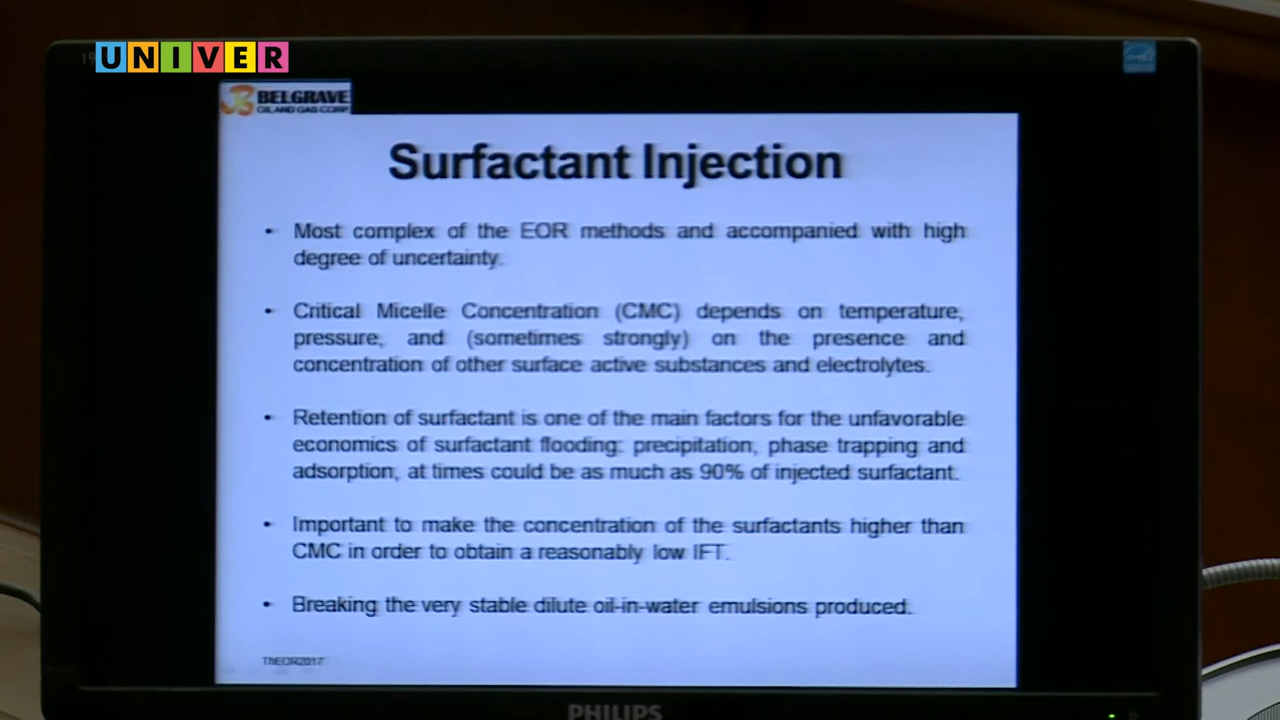 UNIVER
BELGRAVE
OIL AND GAS CORP
Surfactant Injection
• Most complex of the EOR methods and accompanied with high
degree of uncertainty.
• Critical Micelle Concentration (CMC) depends on temperature,
pressure, and (sometimes strongly) on the presence and
concentration of other surface active substances and electrolytes.
• Retention of surfactant is one of the main factors for the unfavorable
economics of surfactant flooding: precipitation, phase trapping and
adsorption, at times could be as much as 90% of injected surfactant.
• Important to make the concentration of the surfactants higher than
CMC in order to obtain a reasonably low IFT.
• Breaking the very stable dilute oil-in-water emulsions produced.
PHILIPS